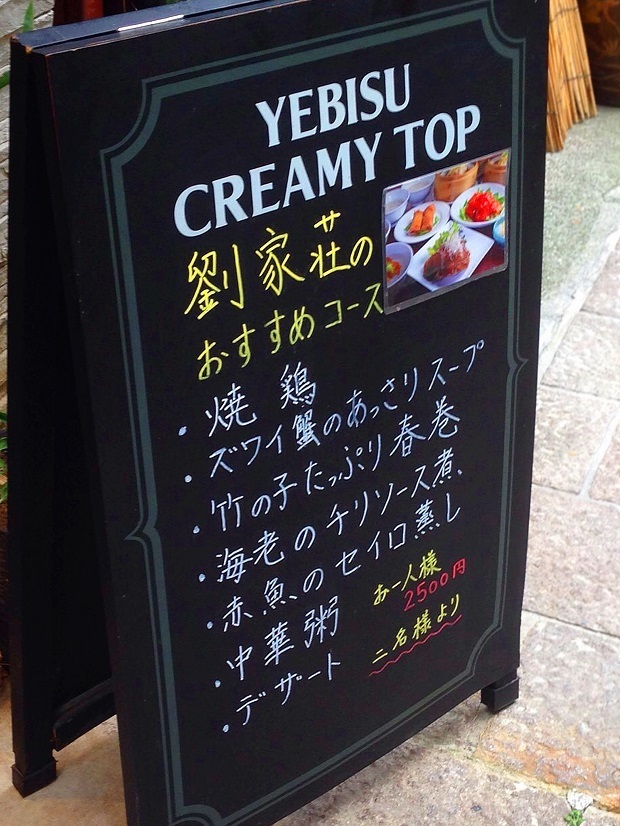 YEBISU
CREAMY TOP
劉家荘の
おすすめコース
・焼鶏
・ズワイ蟹のあっさりスープ
・竹の子たっぷり春巻
・海老のチリソース煮
・赤魚のセイロ蒸し
・中華粥
・デザート
お一人様
2500円
二名様より